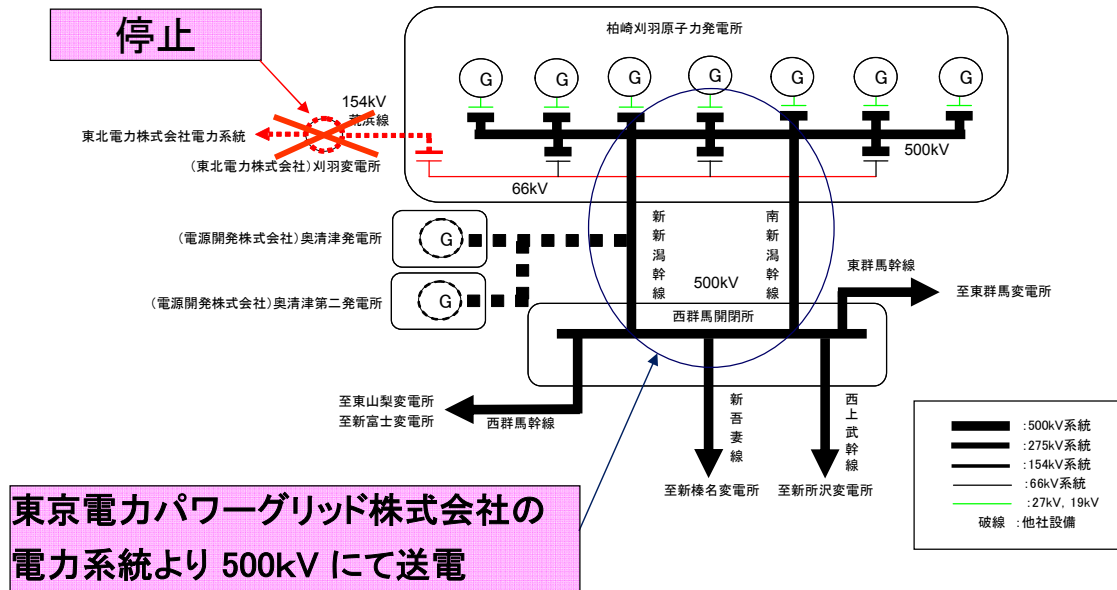 停止
柏崎刈羽原子力発電所
G
G
G
G
G
G
G
154kV
荒浜線
東北電力株式会社電力系統
(東北電力株式会社)刈羽変電所
500kV
66kV
(電源開発株式会社)奥清津発電所
G
(電源開発株式会社)奥清津第二発電所
G
新新潟幹線
南新潟幹線
500kV
西群馬開閉所
東群馬幹線
至東群馬変電所
至東山梨変電所
至新富士変電所
西群馬幹線
新吾妻線
西上武幹線
至新榛名変電所
至新所沢変電所
:500kV系統
:275kV系統
:154kV系統
:66kV系統
:27kV, 19kV
破線 :他社設備
東京電力パワーグリッド株式会社の
電力系統より 500kV にて送電